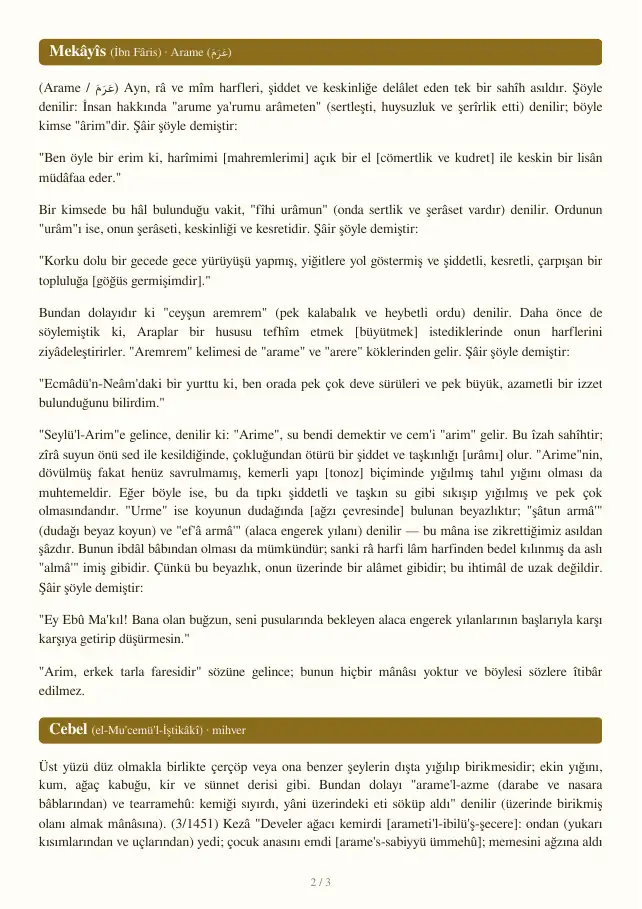 Mekâyîs (İbn Fâris) · Arame (عَرَمَ)
(Arame / عَرَمَ) Ayn, râ ve mîm harfleri, şiddet ve keskinliğe delâlet eden tek bir sahîh asıldır. Şöyle
denilir: İnsan hakkında "arume ya'rumu arâmeten" (sertleşti, huysuzluk ve şerîrlik etti) denilir; böyle
kimse "ârim"dir. Şâir şöyle demiştir:
"Ben öyle bir erim ki, harîmimi [mahremlerimi] açık bir el [cömertlik ve kudret] ile keskin bir lisân
müdâfaa eder."
Bir kimsede bu hâl bulunduğu vakit, "fîhi urâmun" (onda sertlik ve şerâset vardır) denilir. Ordunun
"urâm"ı ise, onun şerâseti, keskinliği ve kesretidir. Şâir şöyle demiştir:
"Korku dolu bir gecede gece yürüyüşü yapmış, yiğitlere yol göstermiş ve şiddetli, kesretli, çarpışan bir
topluluğa [göğüs germişimdir]."
Bundan dolayıdır ki "ceyşun aremrem" (pek kalabalık ve heybetli ordu) denilir. Daha önce de
söylemiştik ki, Araplar bir hususu tefhîm etmek [büyütmek] istediklerinde onun harflerini
ziyâdeleştirirler. "Aremrem" kelimesi de "arame" ve "arere" köklerinden gelir. Şâir şöyle demiştir:
"Ecmâdü'n-Neâm'daki bir yurttu ki, ben orada pek çok deve sürüleri ve pek büyük, azametli bir izzet
bulunduğunu bilirdim."
"Seylü'l-Arim"e gelince, denilir ki: "Arime", su bendi demektir ve cem'i "arim" gelir. Bu îzah sahîhtir;
zîrâ suyun önü sed ile kesildiğinde, çokluğundan ötürü bir şiddet ve taşkınlığı [urâmı] olur. "Arime"nin,
dövülmüş fakat henüz savrulmamış, kemerli yapı [tonoz] biçiminde yığılmış tahıl yığını olması da
muhtemeldir. Eğer böyle ise, bu da tıpkı şiddetli ve taşkın su gibi sıkışıp yığılmış ve pek çok
olmasındandır. "Urme" ise koyunun dudağında [ağzı çevresinde] bulunan beyazlıktır; "şâtun armâ'"
(dudağı beyaz koyun) ve "ef'â armâ'" (alaca engerek yılanı) denilir — bu mâna ise zikrettiğimiz asıldan
şâzdır. Bunun ibdâl bâbından olması da mümkündür; sanki râ harfi lâm harfinden bedel kılınmış da aslı
"almâ'" imiş gibidir. Çünkü bu beyazlık, onun üzerinde bir alâmet gibidir; bu ihtimâl de uzak değildir.
Şâir şöyle demiştir:
"Ey Ebû Ma'kıl! Bana olan buğzun, seni pusularında bekleyen alaca engerek yılanlarının başlarıyla karşı
karşıya getirip düşürmesin."
"Arim, erkek tarla faresidir" sözüne gelince; bunun hiçbir mânâsı yoktur ve böylesi sözlere îtibâr
edilmez.
Cebel (el-Mu'cemü'l-İştikâkî) · mihver
Üst yüzü düz olmakla birlikte çerçöp veya ona benzer şeylerin dışta yığılıp birikmesidir; ekin yığını,
kum, ağaç kabuğu, kir ve sünnet derisi gibi. Bundan dolayı "arame'l-azme (darabe ve nasara
bâblarından) ve tearramehû: kemiği sıyırdı, yâni üzerindeki eti söküp aldı" denilir (üzerinde birikmiş
olanı almak mânâsına). (3/1451) Kezâ "Develer ağacı kemirdi [arameti'l-ibilü'ş-şecere]: ondan (yukarı
kısımlarından ve uçlarından) yedi; çocuk anasını emdi [arame's-sabiyyü ümmehû]; memesini ağzına aldı
2 / 3